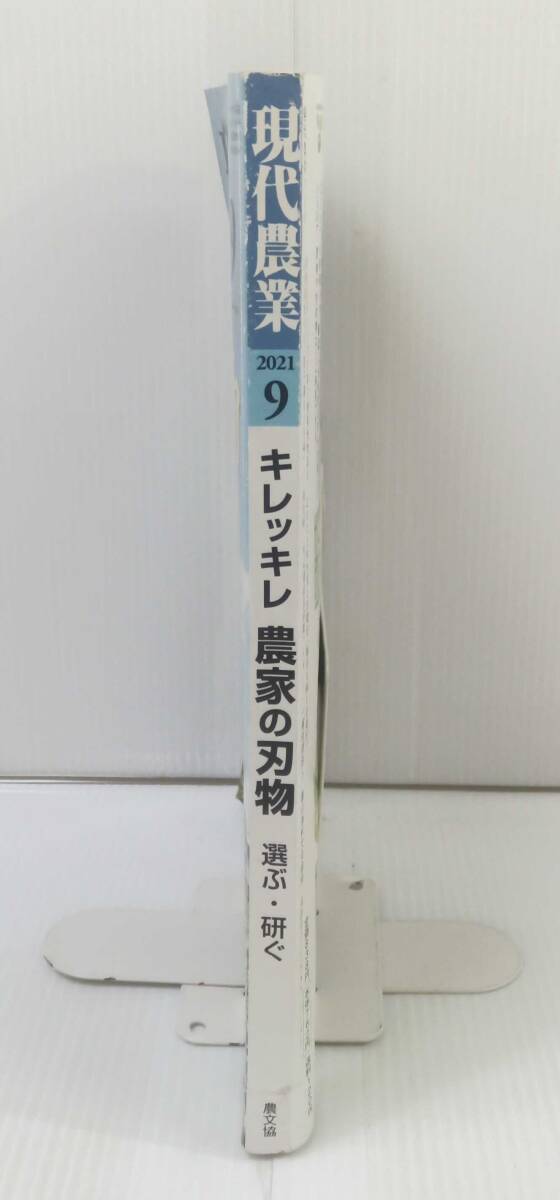 現代農業
2021
9
キレッキレ 農家の刃物
選ぶ・研ぐ
農文協